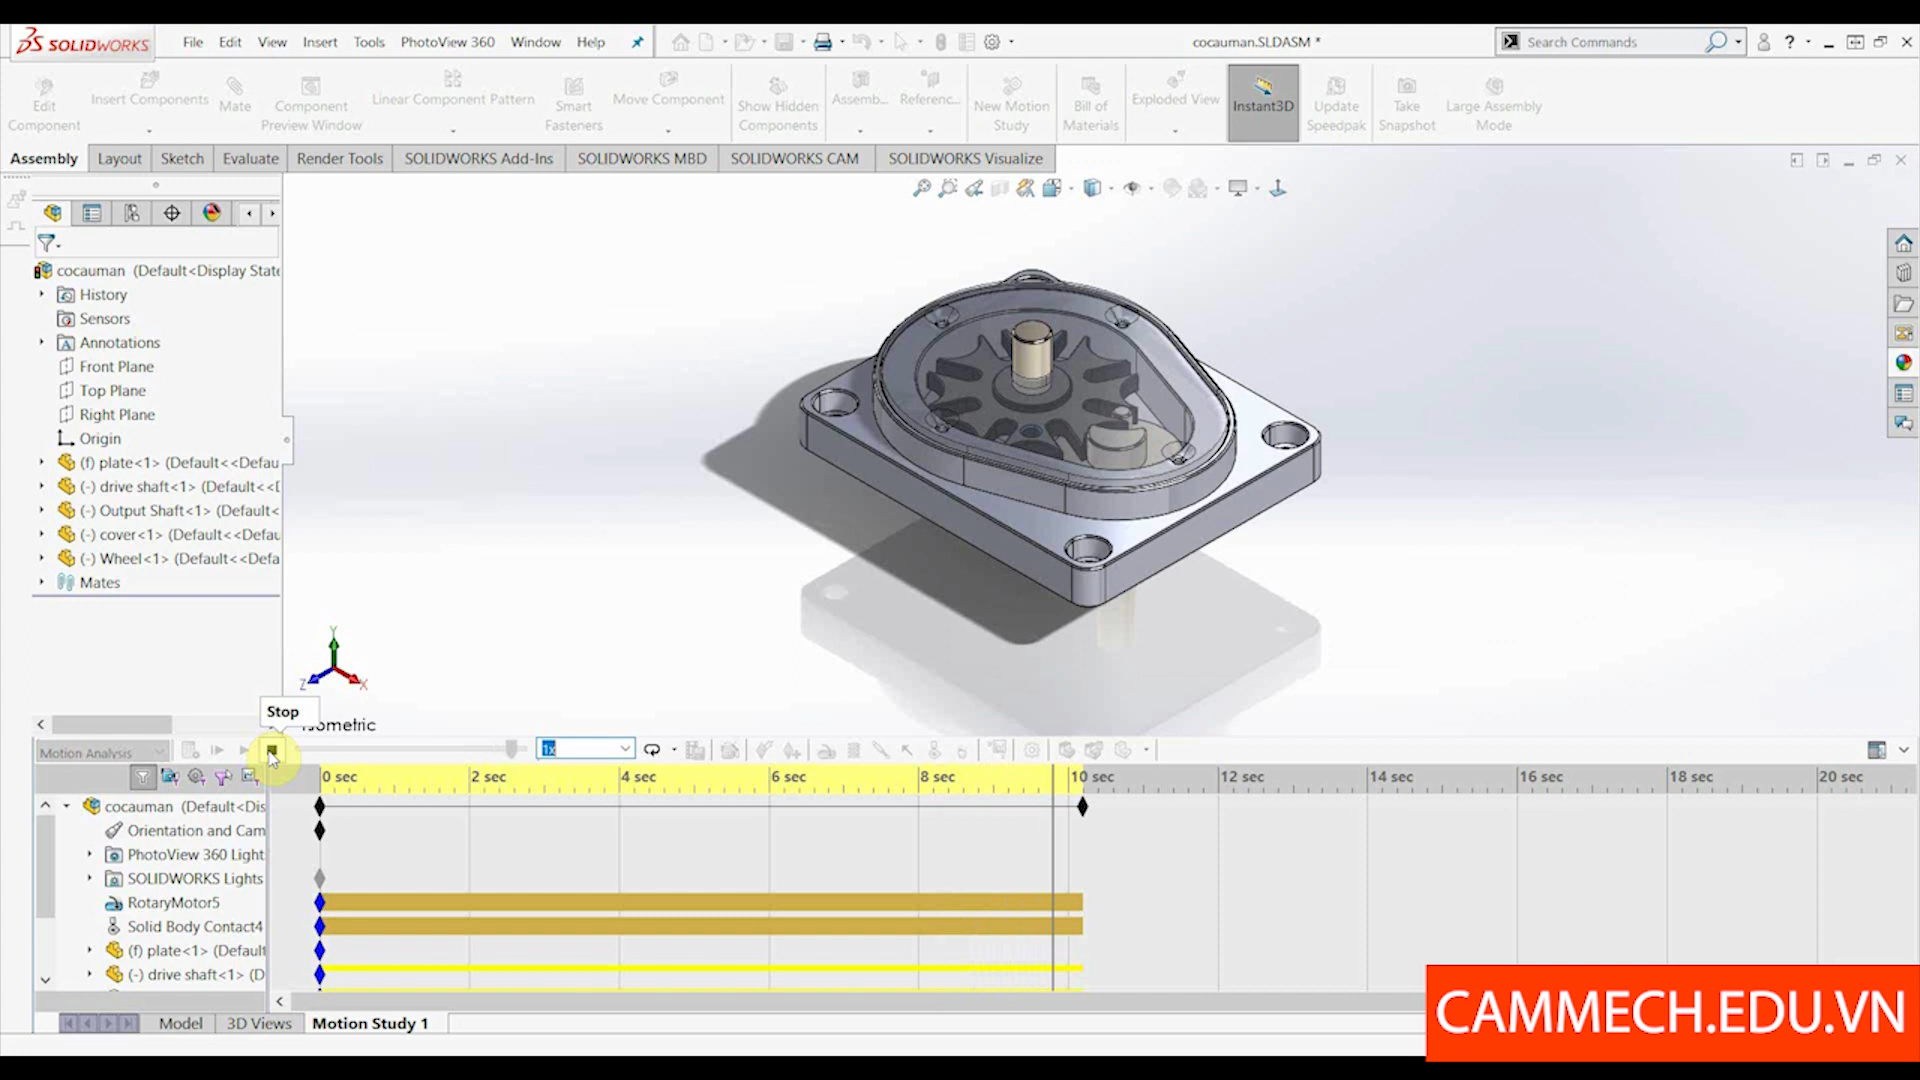 SOLIDWORKS
File Edit View Insert Tools PhotoView 360 Window Help
cocauman.SLDASM *
Search Commands
Edit Component
Insert Components
Mate
Component Preview Window
Linear Component Pattern
Smart Fasteners
Move Component
Show Hidden Components
Assemb...
Referenc...
New Motion Study
Bill of Materials
Exploded View
Instant3D
Update Speedpak
Take Snapshot
Large Assembly Mode
Assembly Layout Sketch Evaluate Render Tools SOLIDWORKS Add-Ins SOLIDWORKS MBD SOLIDWORKS CAM SOLIDWORKS Visualize
cocauman (Default<Display State
History
Sensors
Annotations
Front Plane
Top Plane
Right Plane
Origin
(f) plate<1> (Default<<Defau
(-) drive shaft<1> (Default<<D
(-) Output Shaft<1> (Default<
(-) cover<1> (Default<<Defau
(-) Wheel<1> (Default<<Defa
Mates
Y
Z X
Stop
Isometric
Motion Analysis
1x
0 sec 2 sec 4 sec 6 sec 8 sec 10 sec 12 sec 14 sec 16 sec 18 sec 20 sec
cocauman (Default<Dis
Orientation and Cam
PhotoView 360 Light
SOLIDWORKS Lights
RotaryMotor5
Solid Body Contact4
(f) plate<1> (Default
(-) drive shaft<1> (D
Model 3D Views Motion Study 1
CAMMECH.EDU.VN